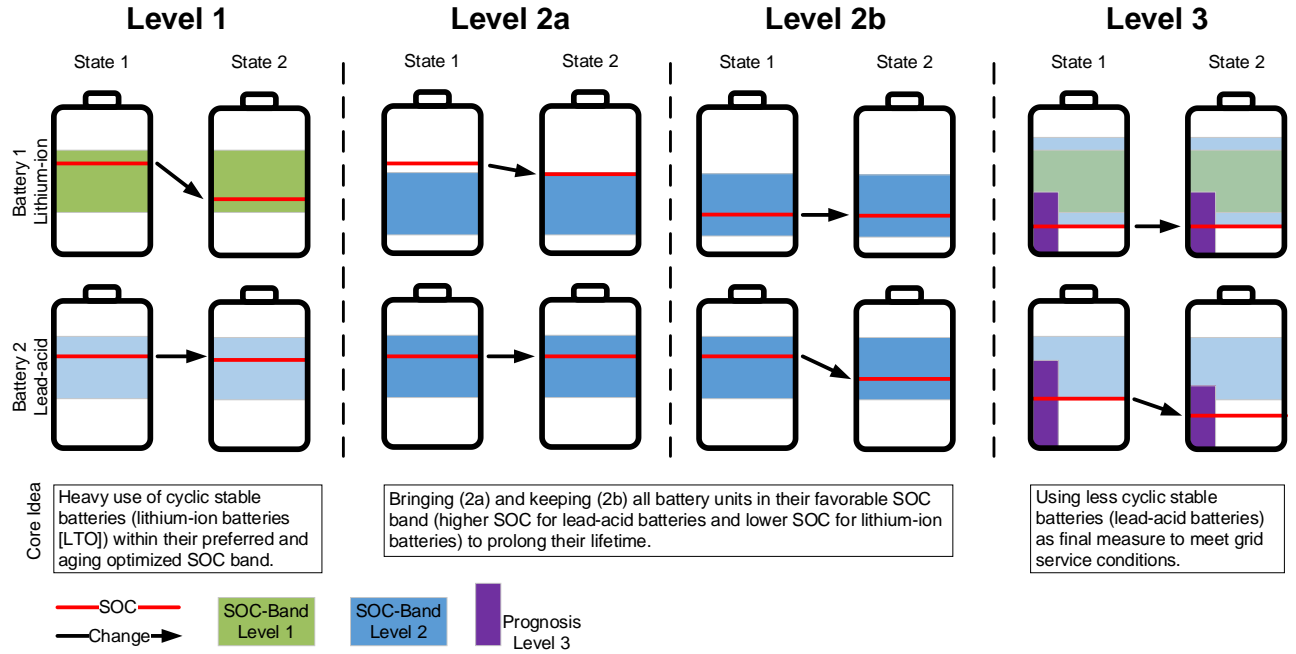 Level 1
Level 2a
Level 2b
Level 3
State 1
State 2
State 1
State 2
State 1
State 2
State 1
State 2
Battery 1
Lithium-ion
Battery 2
Lead-acid
Core Idea
Heavy use of cyclic stable
batteries (lithium-ion batteries
[LTO]) within their preferred and
aging optimized SOC band.
Bringing (2a) and keeping (2b) all battery units in their favorable SOC
band (higher SOC for lead-acid batteries and lower SOC for lithium-ion
batteries) to prolong their lifetime.
Using less cyclic stable
batteries (lead-acid batteries)
as final measure to meet grid
service conditions.
SOC
Change
SOC-Band
Level 1
SOC-Band
Level 2
Prognosis
Level 3